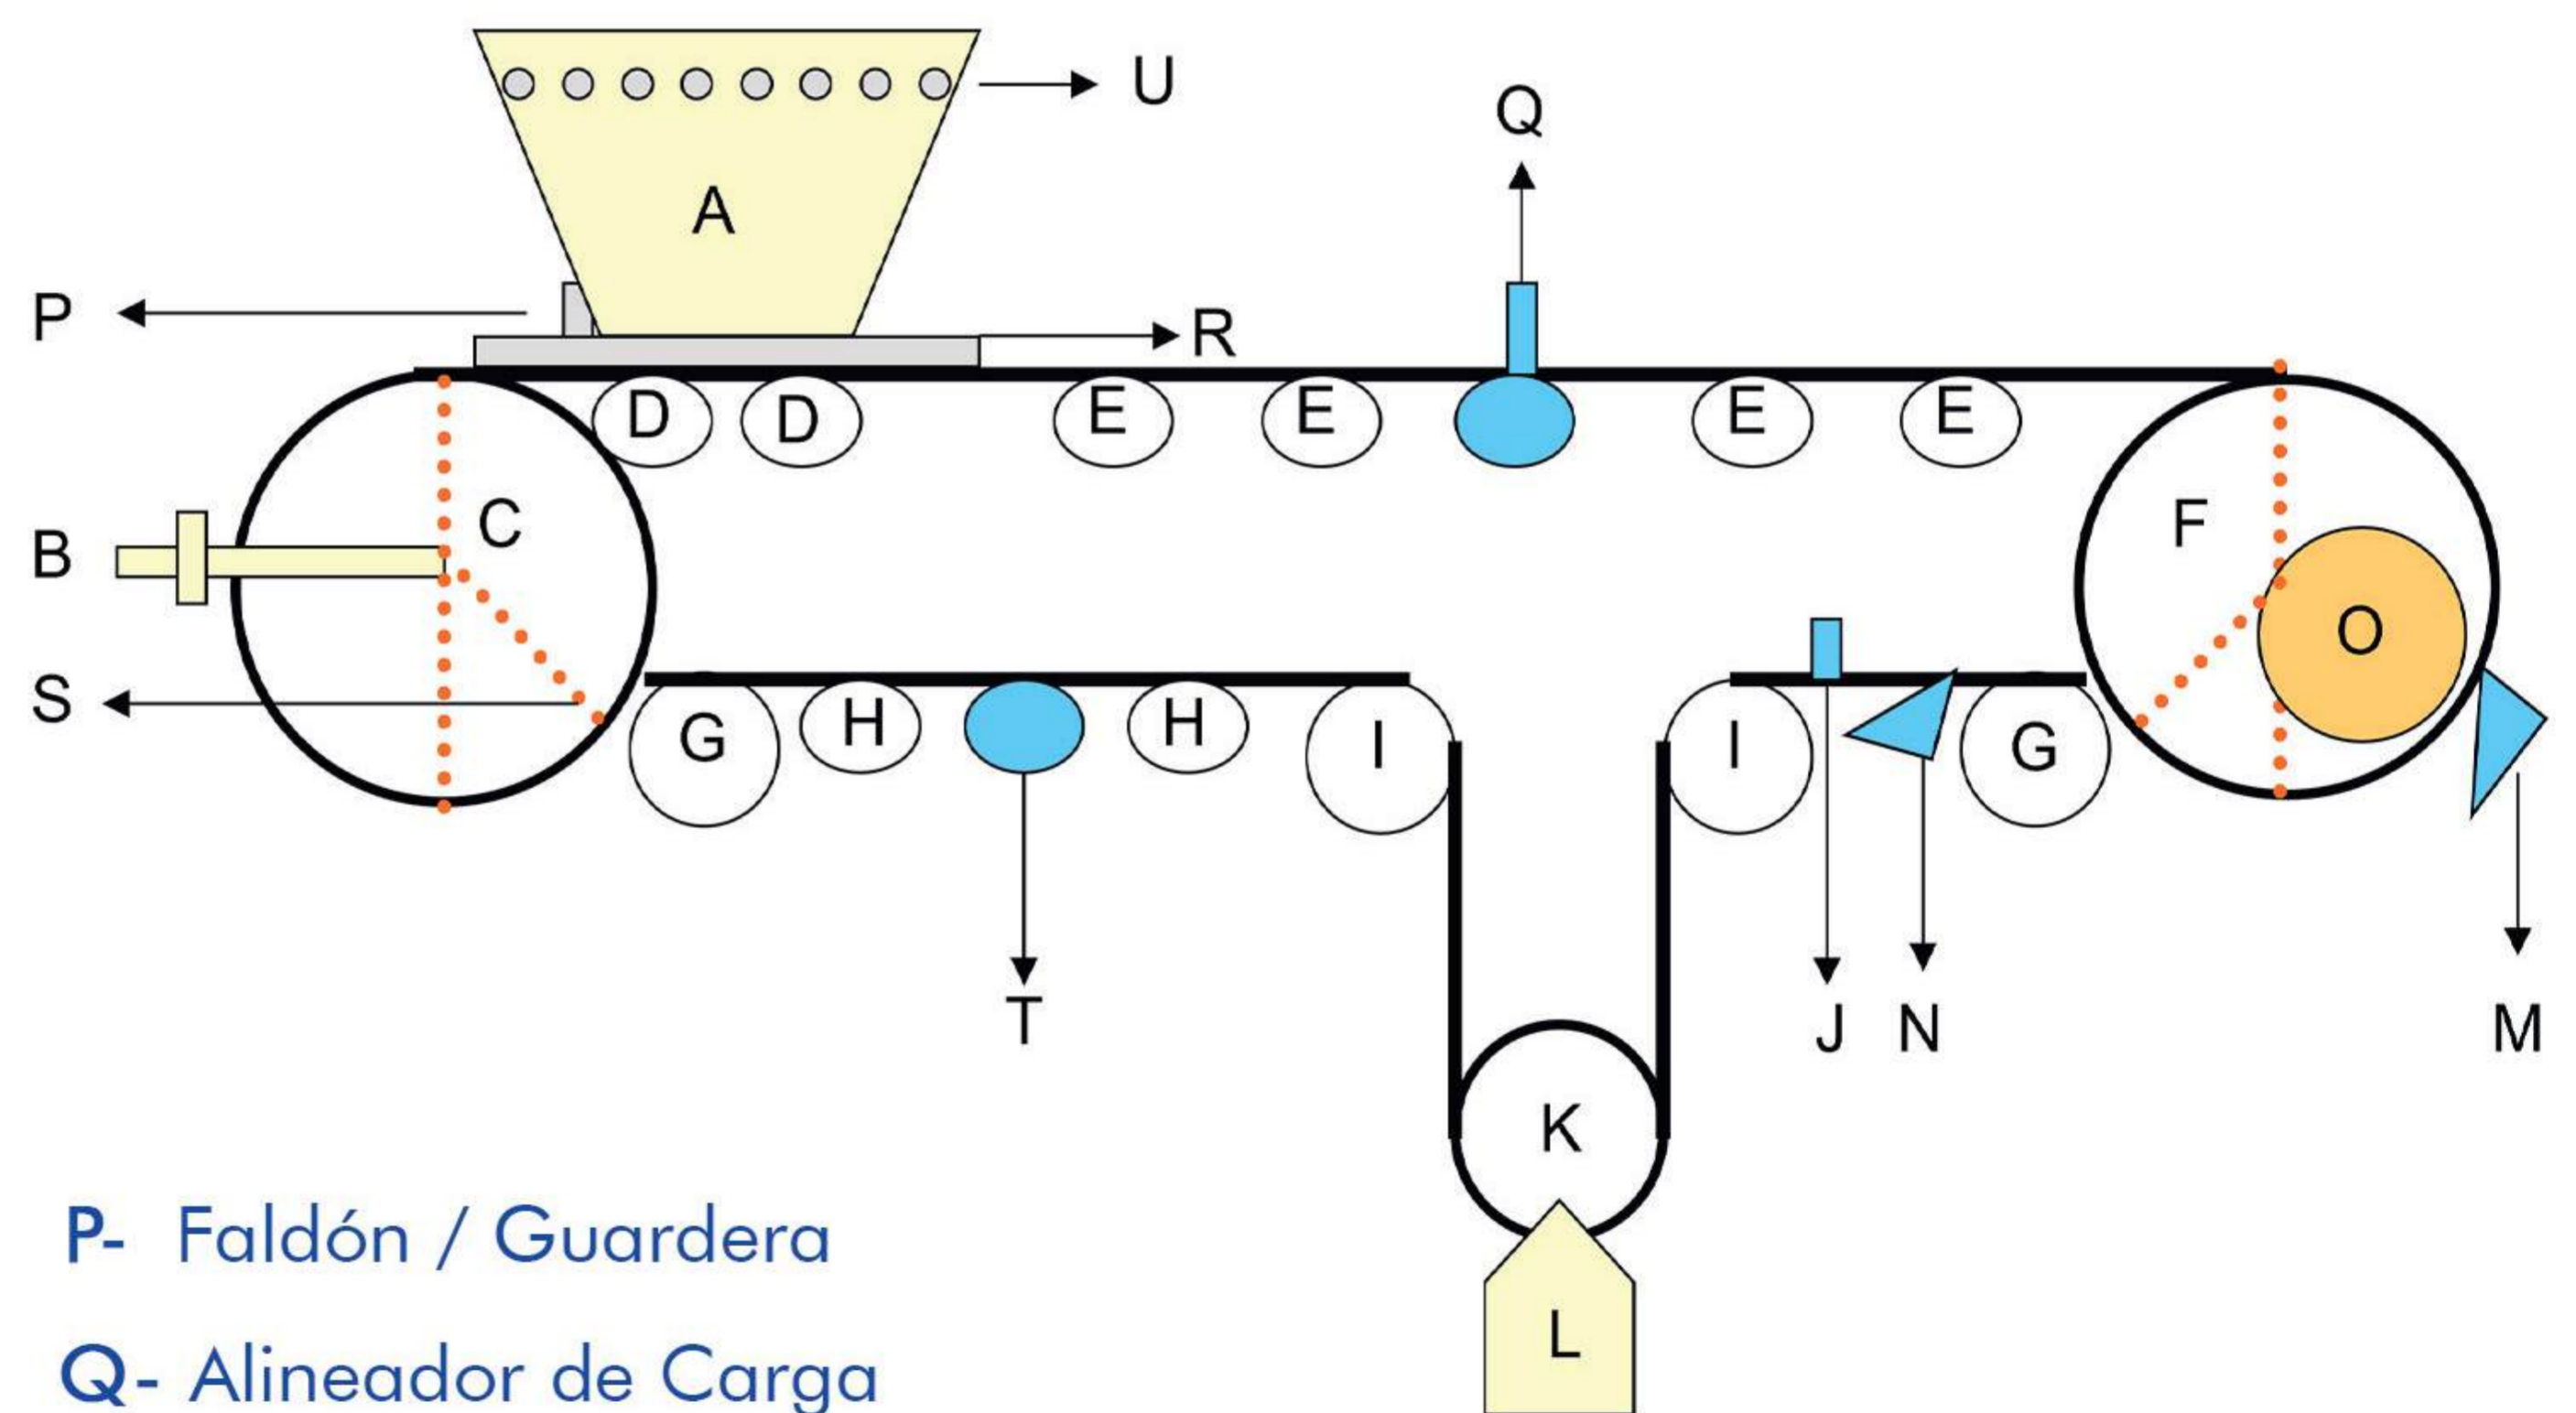 U
Q
A
P
R
D D E E E E
C
F
B
O
S
G H H I I G
T
J N
M
K
P- Faldón / Guardera
L
Q- Alineador de Carga